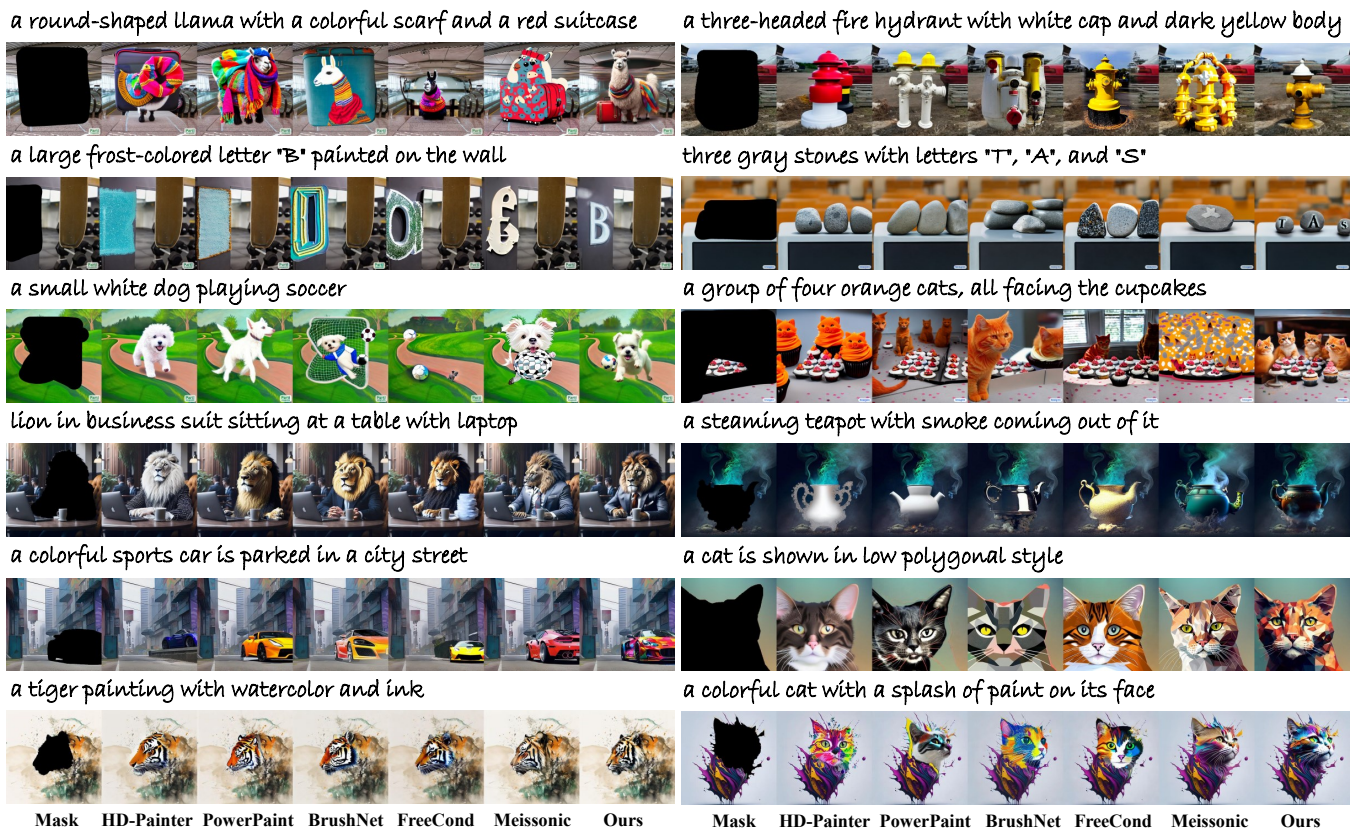 a round-shaped llama with a colorful scarf and a red suitcase
a three-headed fire hydrant with white cap and dark yellow body
a large frost-colored letter "B" painted on the wall
three gray stones with letters "T", "A", and "S"
B
T A S
a small white dog playing soccer
a group of four orange cats, all facing the cupcakes
lion in business suit sitting at a table with laptop
a steaming teapot with smoke coming out of it
a colorful sports car is parked in a city street
a cat is shown in low polygonal style
a tiger painting with watercolor and ink
a colorful cat with a splash of paint on its face
Mask HD-Painter PowerPaint BrushNet FreeCond Meissonic Ours
Mask HD-Painter PowerPaint BrushNet FreeCond Meissonic Ours